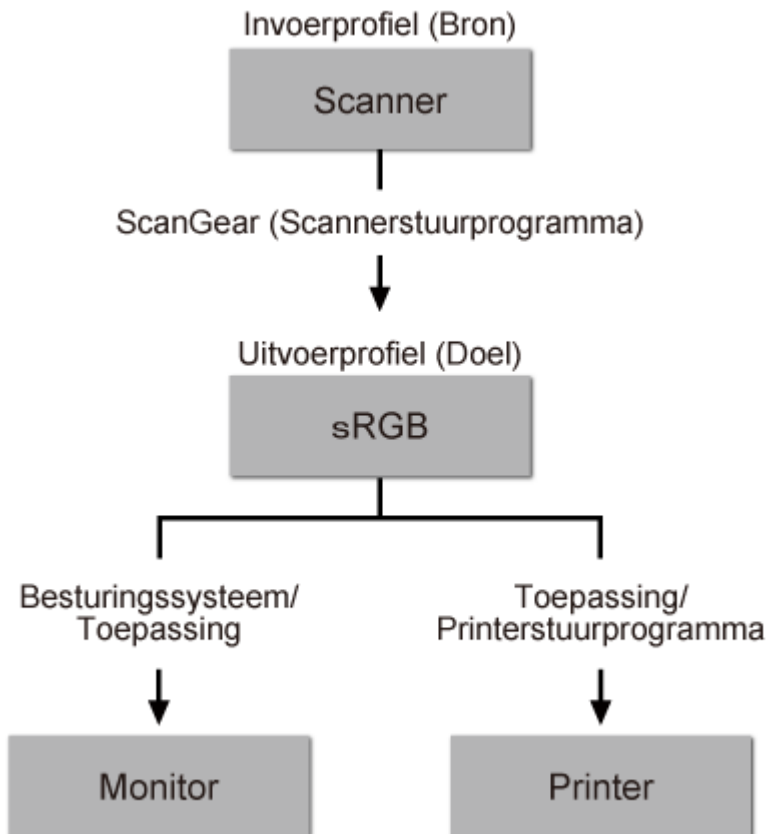 Invoerprofiel (Bron)
Scanner
ScanGear (Scannerstuurprogramma)
Uitvoerprofiel (Doel)
sRGB
Besturingssysteem/
Toepassing
Toepassing/
Printerstuurprogramma
Monitor
Printer